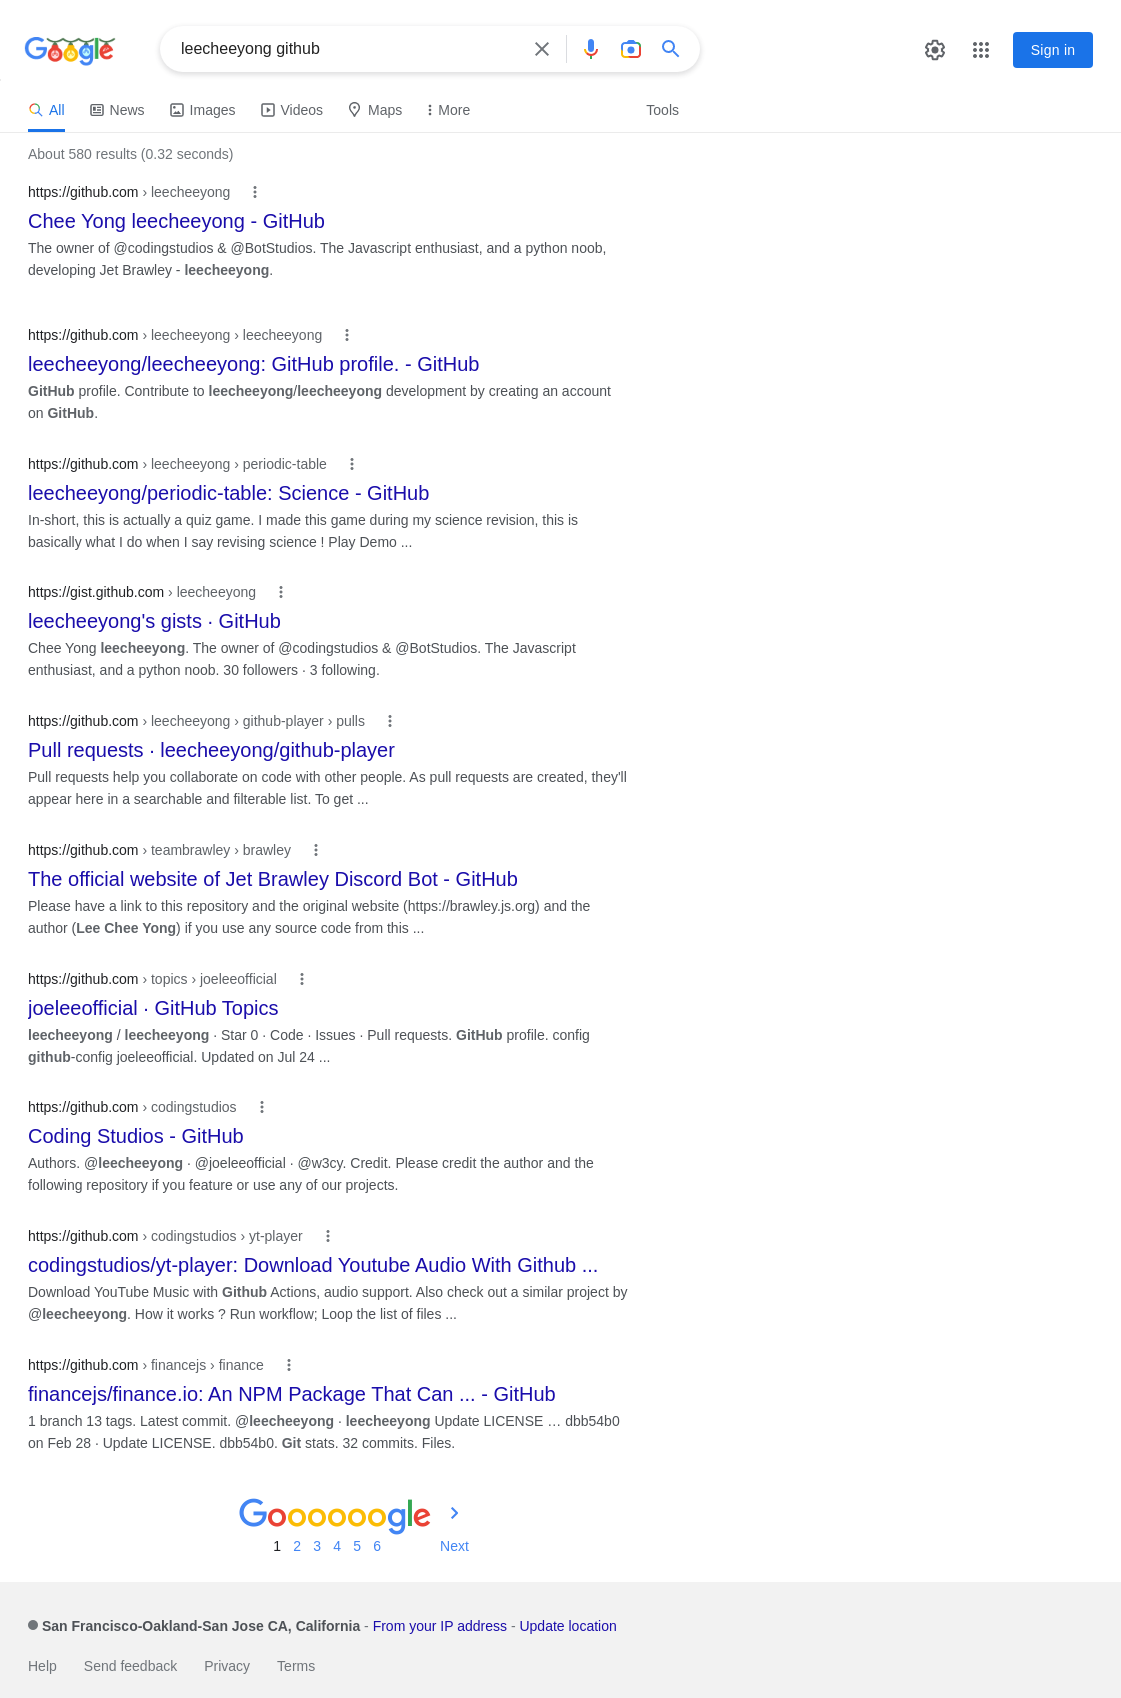 Google
leecheeyong github
Sign in
All News Images Videos Maps More Tools
About 580 results (0.32 seconds)
https://github.com › leecheeyong
Chee Yong leecheeyong - GitHub
The owner of @codingstudios & @BotStudios. The Javascript enthusiast, and a python noob,
developing Jet Brawley - leecheeyong.
https://github.com › leecheeyong › leecheeyong
leecheeyong/leecheeyong: GitHub profile. - GitHub
GitHub profile. Contribute to leecheeyong/leecheeyong development by creating an account
on GitHub.
https://github.com › leecheeyong › periodic-table
leecheeyong/periodic-table: Science - GitHub
In-short, this is actually a quiz game. I made this game during my science revision, this is
basically what I do when I say revising science ! Play Demo ...
https://gist.github.com › leecheeyong
leecheeyong's gists · GitHub
Chee Yong leecheeyong. The owner of @codingstudios & @BotStudios. The Javascript
enthusiast, and a python noob. 30 followers · 3 following.
https://github.com › leecheeyong › github-player › pulls
Pull requests · leecheeyong/github-player
Pull requests help you collaborate on code with other people. As pull requests are created, they'll
appear here in a searchable and filterable list. To get ...
https://github.com › teambrawley › brawley
The official website of Jet Brawley Discord Bot - GitHub
Please have a link to this repository and the original website (https://brawley.js.org) and the
author (Lee Chee Yong) if you use any source code from this ...
https://github.com › topics › joeleeofficial
joeleeofficial · GitHub Topics
leecheeyong / leecheeyong · Star 0 · Code · Issues · Pull requests. GitHub profile. config
github-config joeleeofficial. Updated on Jul 24 ...
https://github.com › codingstudios
Coding Studios - GitHub
Authors. @leecheeyong · @joeleeofficial · @w3cy. Credit. Please credit the author and the
following repository if you feature or use any of our projects.
https://github.com › codingstudios › yt-player
codingstudios/yt-player: Download Youtube Audio With Github ...
Download YouTube Music with Github Actions, audio support. Also check out a similar project by
@leecheeyong. How it works ? Run workflow; Loop the list of files ...
https://github.com › financejs › finance
financejs/finance.io: An NPM Package That Can ... - GitHub
1 branch 13 tags. Latest commit. @leecheeyong · leecheeyong Update LICENSE … dbb54b0
on Feb 28 · Update LICENSE. dbb54b0. Git stats. 32 commits. Files.
Goooooogle
1 2 3 4 5 6 Next
San Francisco-Oakland-San Jose CA, California - From your IP address - Update location
Help Send feedback Privacy Terms